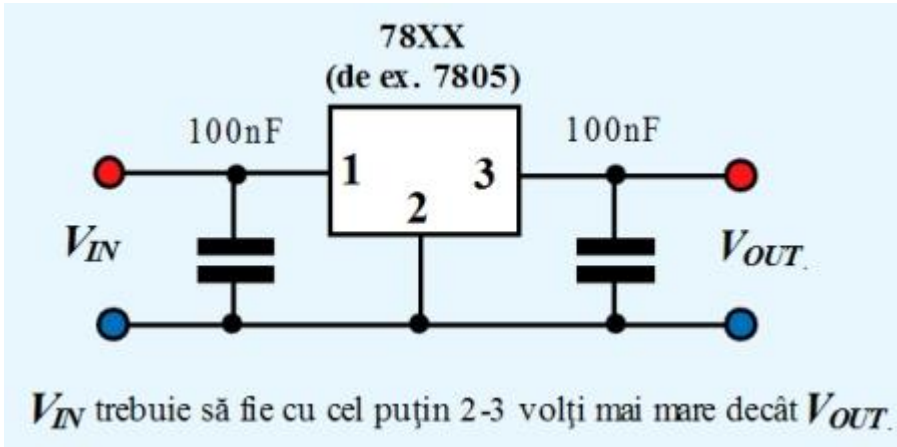 78XX
(de ex. 7805)
100nF
100nF
1
3
2
VIN
VOUT.
VIN trebuie să fie cu cel puţin 2-3 volţi mai mare decât VOUT.